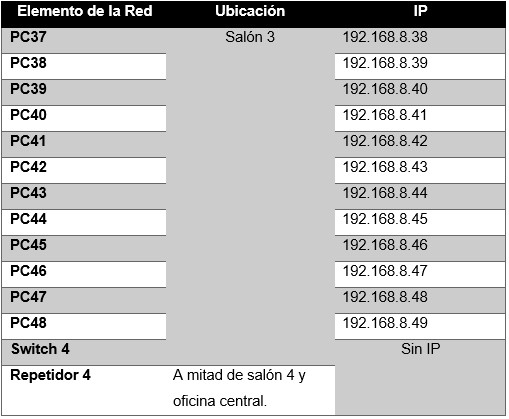 Elemento de la Red Ubicación IP
PC37 Salón 3 192.168.8.38
PC38 192.168.8.39
PC39 192.168.8.40
PC40 192.168.8.41
PC41 192.168.8.42
PC42 192.168.8.43
PC43 192.168.8.44
PC44 192.168.8.45
PC45 192.168.8.46
PC46 192.168.8.47
PC47 192.168.8.48
PC48 192.168.8.49
Switch 4 Sin IP
Repetidor 4 A mitad de salón 4 y
oficina central.